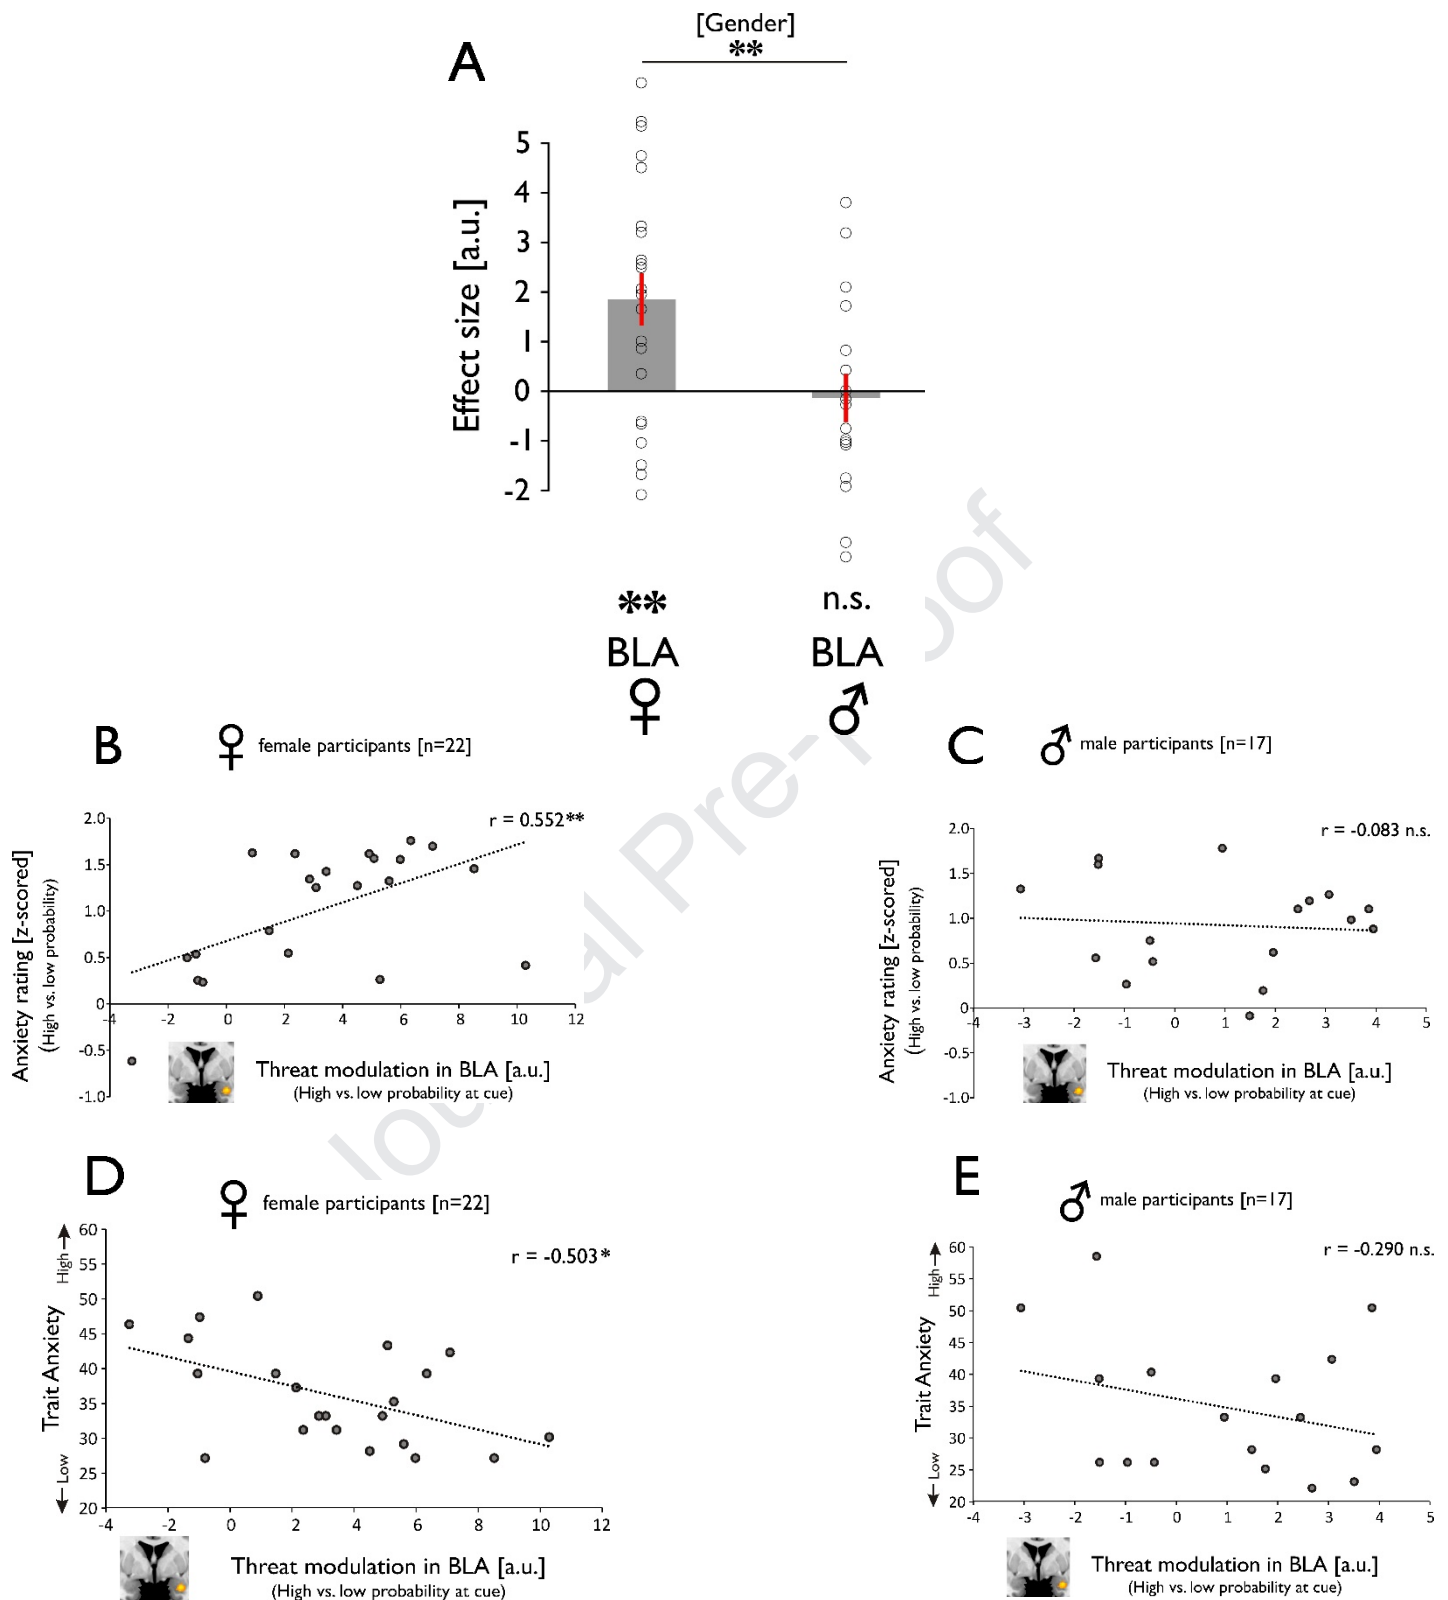 [Gender]
**
A
Effect size [a.u.]
5
4
3
2
1
0
-1
-2
** n.s.
BLA BLA
♀ ♂
Journal Pre-proof
B ♀ female participants [n=22]
r = 0.552**
Anxiety rating [z-scored]
(High vs. low probability)
2.0
1.5
1.0
0.5
0
-0.5
-1.0
-4 -2 0 2 4 6 8 10 12
Threat modulation in BLA [a.u.]
(High vs. low probability at cue)
C ♂ male participants [n=17]
r = -0.083 n.s.
Anxiety rating [z-scored]
(High vs. low probability)
2.0
1.5
1.0
0.5
0
-0.5
-1.0
-4 -3 -2 -1 0 1 2 3 4 5
Threat modulation in BLA [a.u.]
(High vs. low probability at cue)
D ♀ female participants [n=22]
r = -0.503*
Trait Anxiety
← Low High →
60
55
50
45
40
35
30
25
20
-4 -2 0 2 4 6 8 10 12
Threat modulation in BLA [a.u.]
(High vs. low probability at cue)
E ♂ male participants [n=17]
r = -0.290 n.s.
Trait Anxiety
← Low High →
60
55
50
45
40
35
30
25
20
-4 -3 -2 -1 0 1 2 3 4 5
Threat modulation in BLA [a.u.]
(High vs. low probability at cue)